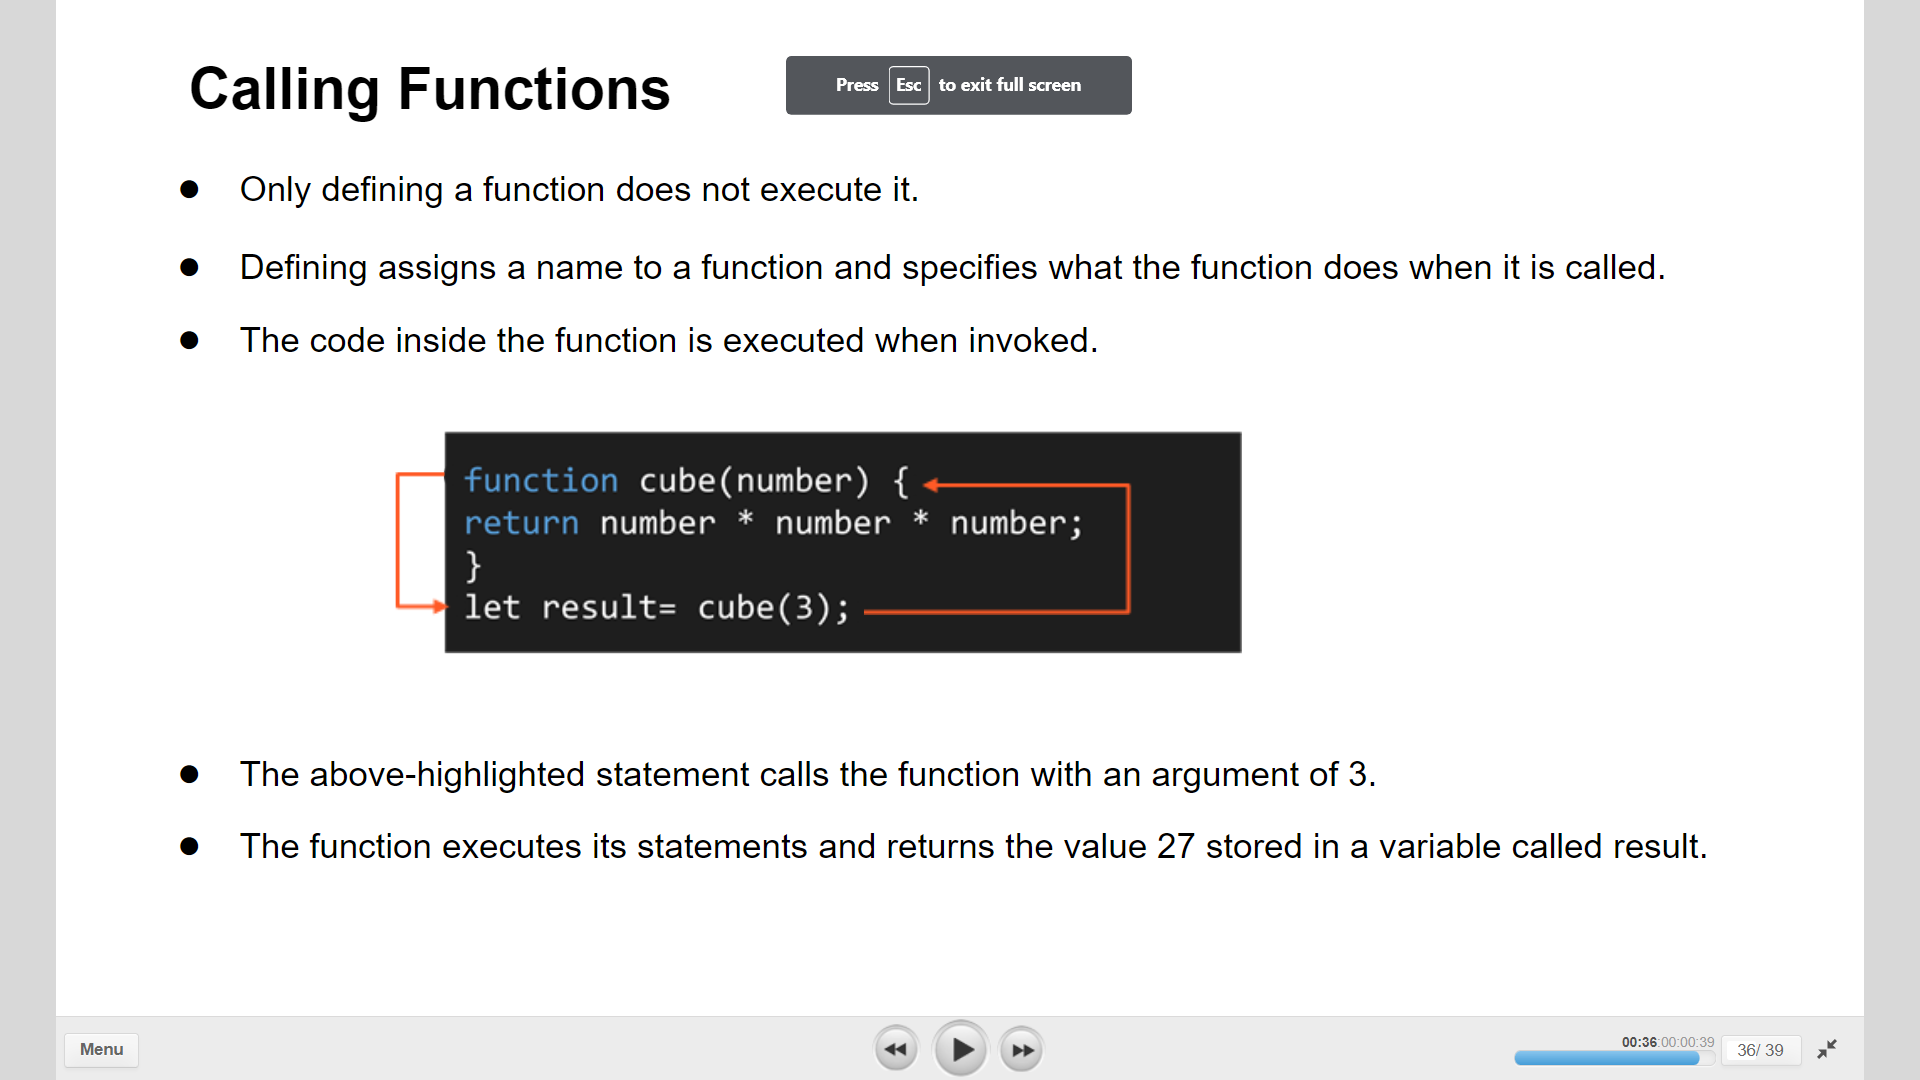 Calling Functions
Press Esc to exit full screen
● Only defining a function does not execute it.
● Defining assigns a name to a function and specifies what the function does when it is called.
● The code inside the function is executed when invoked.
function cube(number) {
return number * number * number;
}
let result= cube(3);
● The above-highlighted statement calls the function with an argument of 3.
● The function executes its statements and returns the value 27 stored in a variable called result.
Menu
00:36:00:00:39
36/ 39